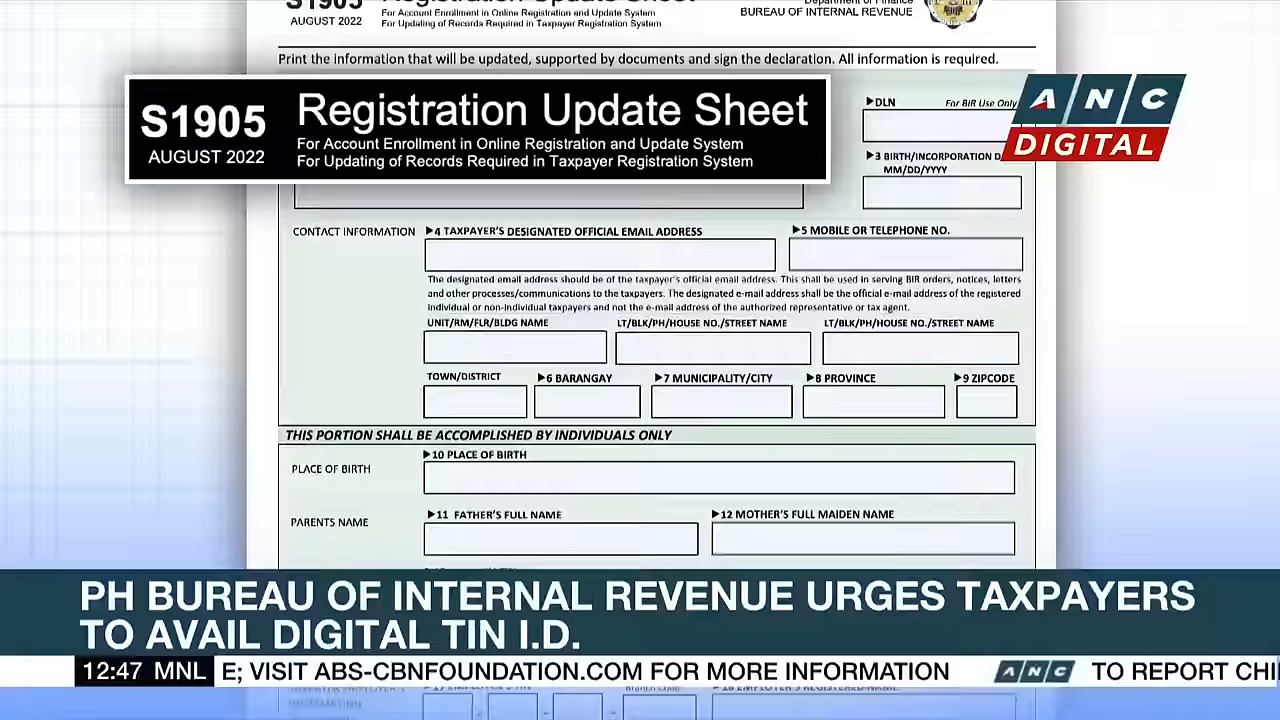 S1905 Registration Update Sheet
Department of Finance
AUGUST 2022
For Account Enrollment in Online Registration and Update System
BUREAU OF INTERNAL REVENUE
For Updating of Records Required in Taxpayer Registration System
Print the information that will be updated, supported by documents and sign the declaration. All information is required.
S1905
AUGUST 2022
Registration Update Sheet
For Account Enrollment in Online Registration and Update System
For Updating of Records Required in Taxpayer Registration System
DLN For BIR Use Only
ANC
DIGITAL
3 BIRTH/INCORPORATION D
MM/DD/YYYY
CONTACT INFORMATION
4 TAXPAYER'S DESIGNATED OFFICIAL EMAIL ADDRESS
5 MOBILE OR TELEPHONE NO.
The designated email address should be of the taxpayer's official email address. This shall be used in serving BIR orders, notices, letters
and other processes/communications to the taxpayers. The designated e-mail address shall be the official e-mail address of the registered
individual or non-individual taxpayers and not the e-mail address of the authorized representative or tax agent.
UNIT/RM/FLR/BLDG NAME
LT/BLK/PH/HOUSE NO./STREET NAME
LT/BLK/PH/HOUSE NO./STREET NAME
TOWN/DISTRICT
6 BARANGAY
7 MUNICIPALITY/CITY
8 PROVINCE
9 ZIPCODE
THIS PORTION SHALL BE ACCOMPLISHED BY INDIVIDUALS ONLY
PLACE OF BIRTH
10 PLACE OF BIRTH
PARENTS NAME
11 FATHER'S FULL NAME
12 MOTHER'S FULL MAIDEN NAME
PH BUREAU OF INTERNAL REVENUE URGES TAXPAYERS
TO AVAIL DIGITAL TIN I.D.
12:47 MNL E; VISIT ABS-CBNFOUNDATION.COM FOR MORE INFORMATION ANC TO REPORT CHI
INFORMATION